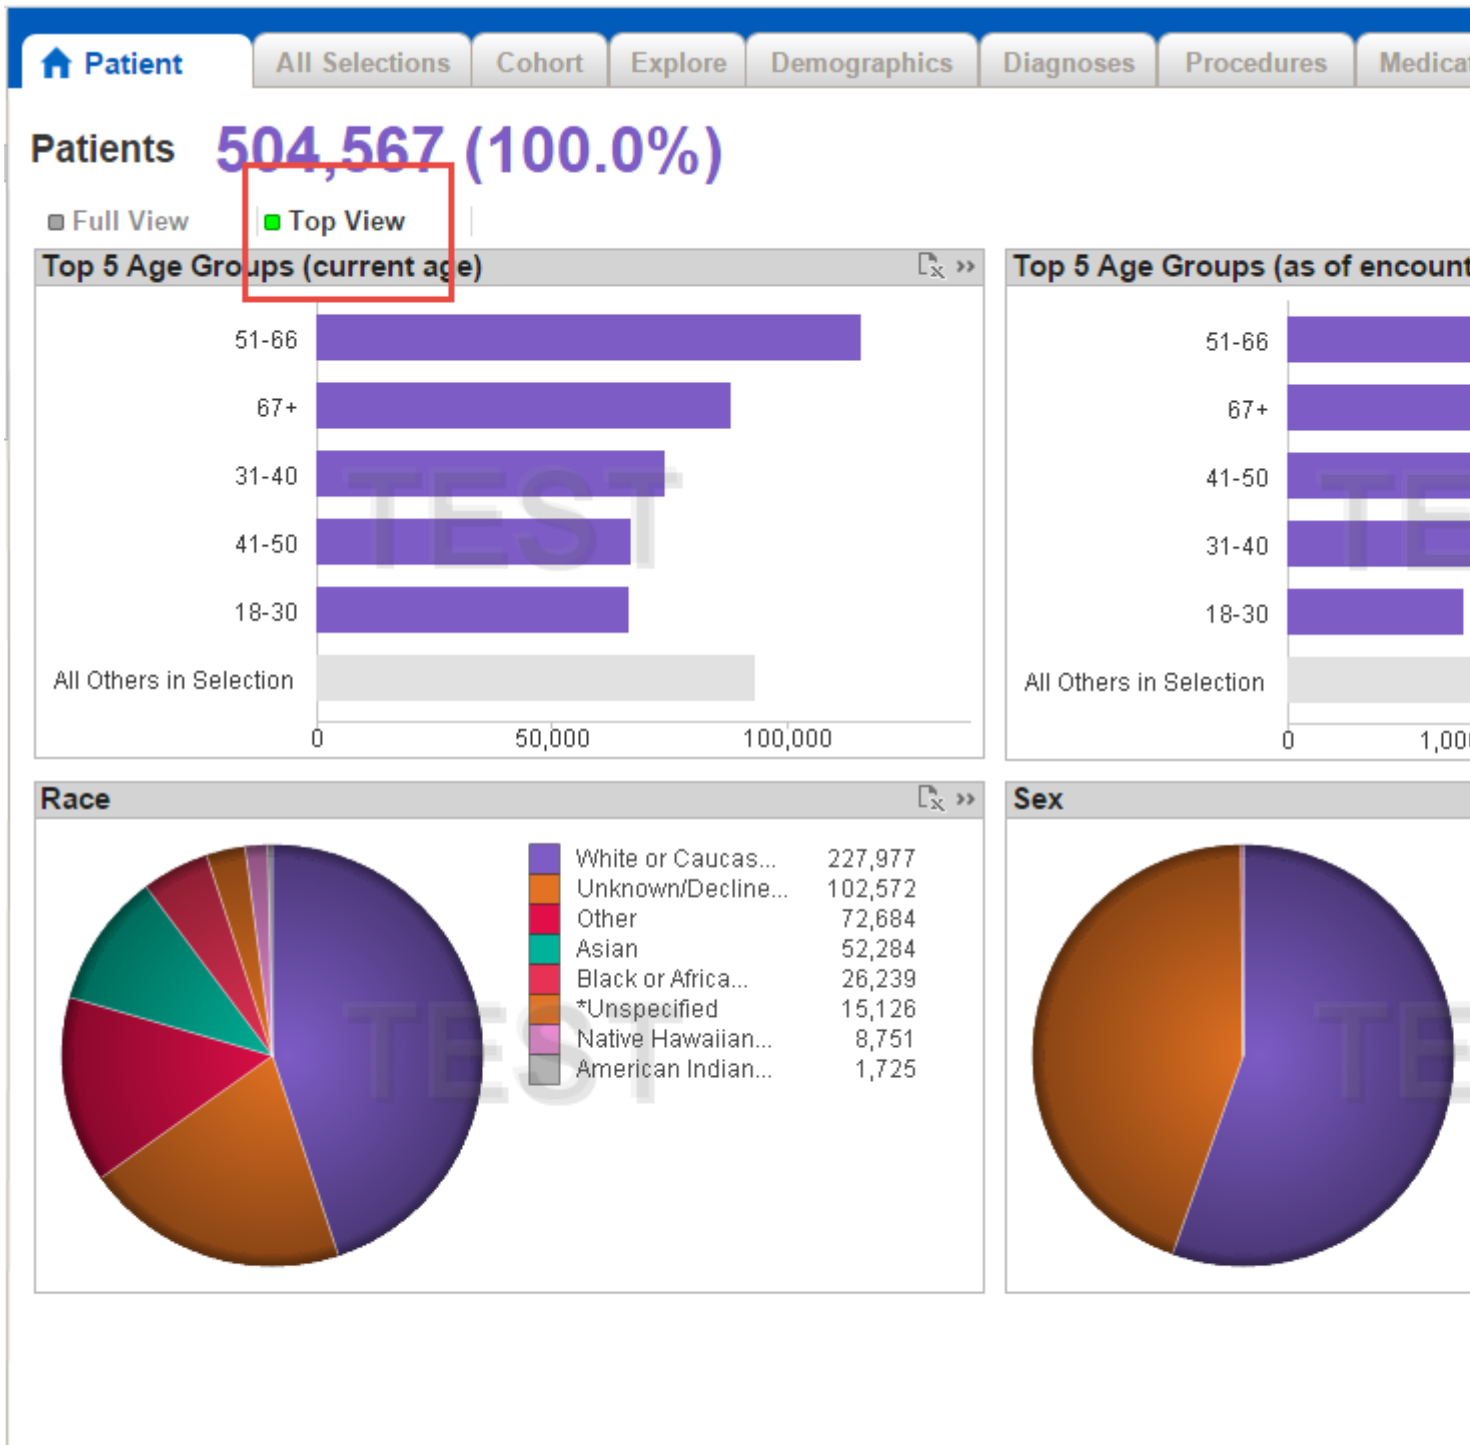 Patient All Selections Cohort Explore Demographics Diagnoses Procedures Medica
Patients 504,567 (100.0%)
Full View Top View
Top 5 Age Groups (current age)
51-66
67+
31-40
41-50
18-30
All Others in Selection
0 50,000 100,000
TEST
Top 5 Age Groups (as of encount
51-66
67+
41-50
31-40
18-30
All Others in Selection
0 1,00
TE
Race
White or Caucas... 227,977
Unknown/Decline... 102,572
Other 72,684
Asian 52,284
Black or Africa... 26,239
*Unspecified 15,126
Native Hawaiian... 8,751
American Indian... 1,725
TEST
Sex
TE